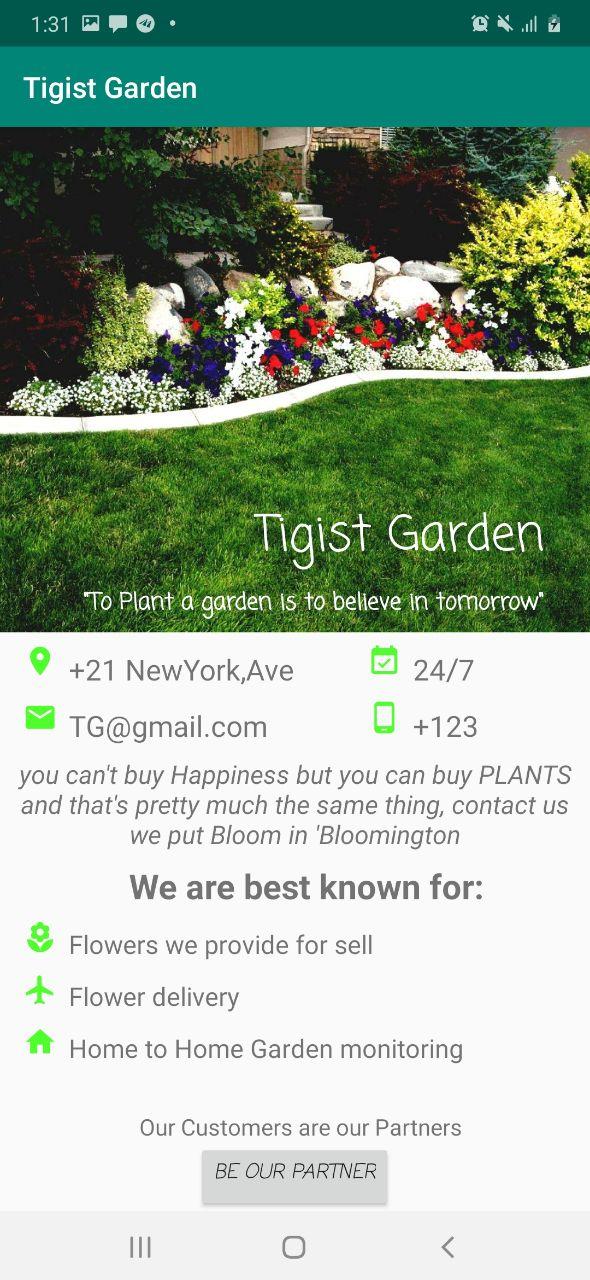 1:31
Tigist Garden
Tigist Garden
"To Plant a garden is to believe in tomorrow"
+21 NewYork,Ave
24/7
TG@gmail.com
+123
you can't buy Happiness but you can buy PLANTS
and that's pretty much the same thing, contact us
we put Bloom in 'Bloomington
We are best known for:
Flowers we provide for sell
Flower delivery
Home to Home Garden monitoring
Our Customers are our Partners
BE OUR PARTNER